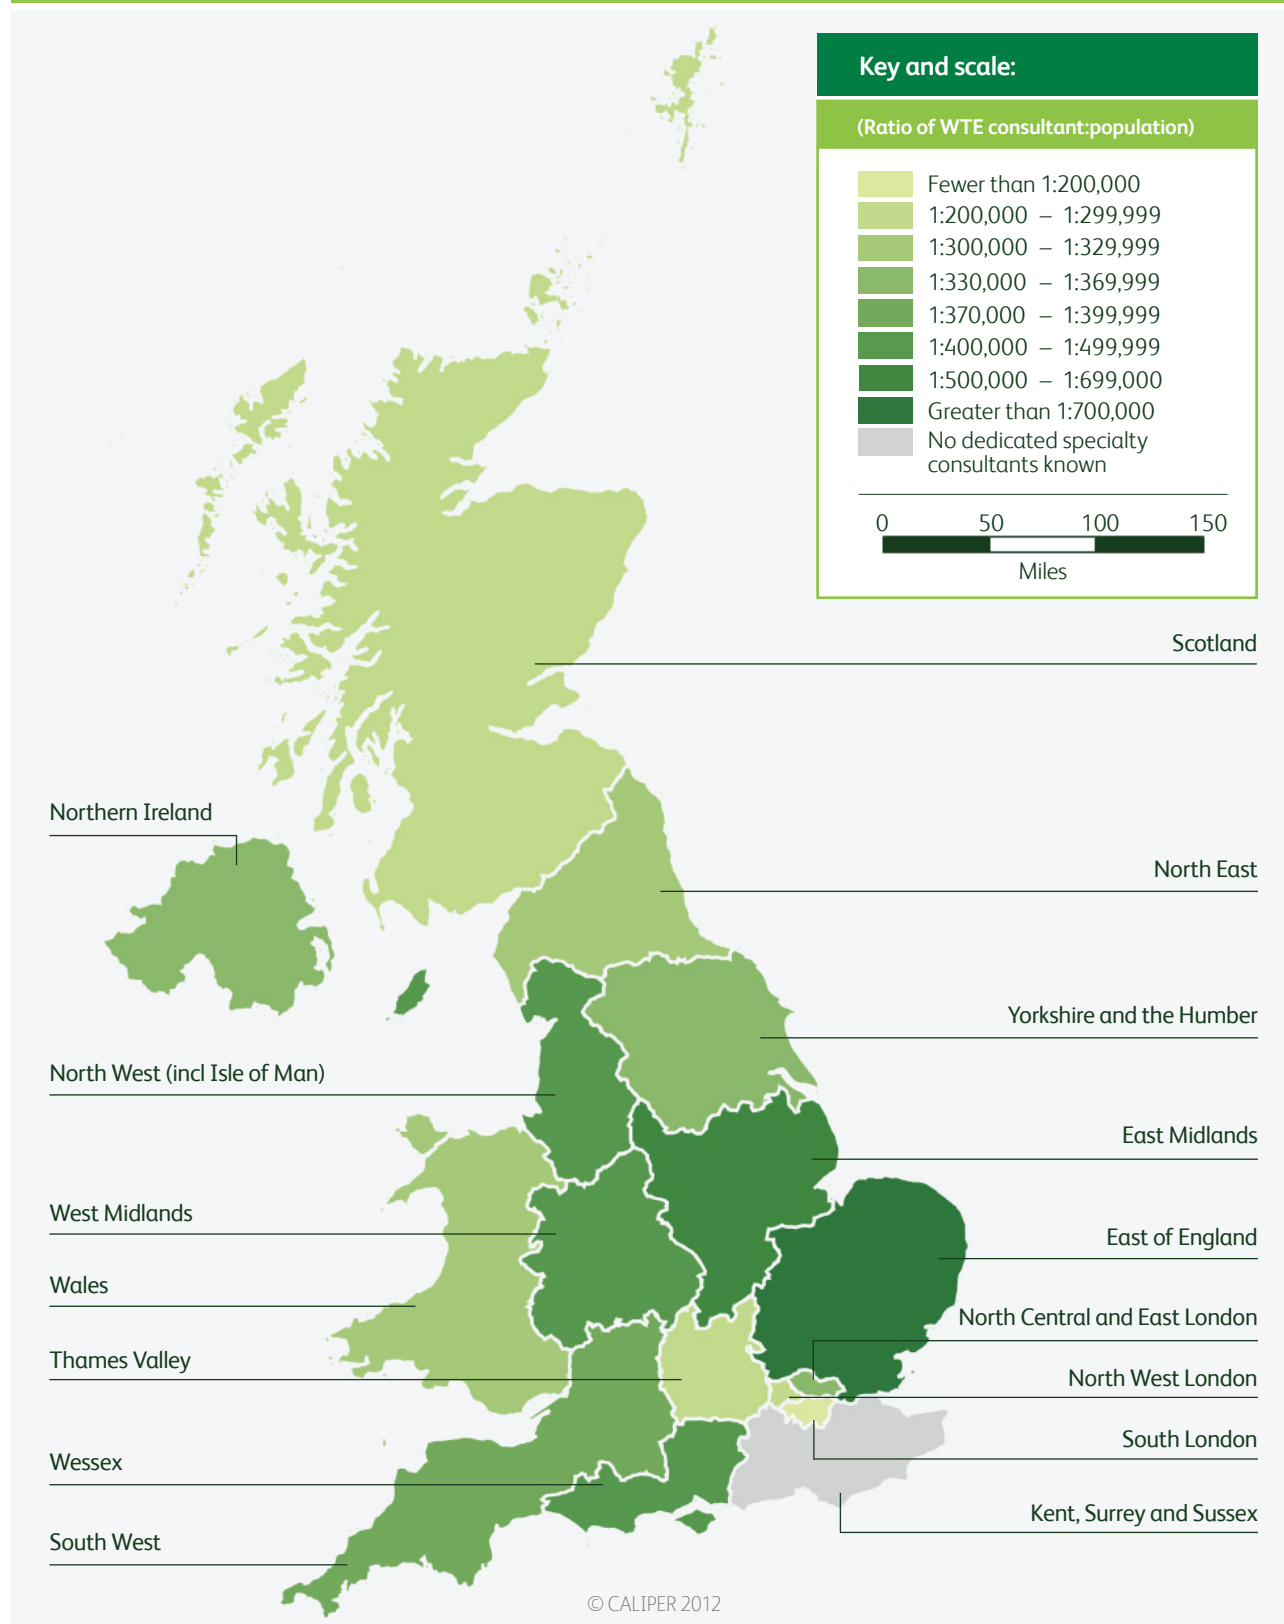 Key and scale:
(Ratio of WTE consultant:population)
Fewer than 1:200,000
1:200,000 – 1:299,999
1:300,000 – 1:329,999
1:330,000 – 1:369,999
1:370,000 – 1:399,999
1:400,000 – 1:499,999
1:500,000 – 1:699,000
Greater than 1:700,000
No dedicated specialty
consultants known
0 50 100 150
Miles
Scotland
Northern Ireland
North East
Yorkshire and the Humber
North West (incl Isle of Man)
East Midlands
West Midlands
East of England
Wales
North Central and East London
Thames Valley
North West London
South London
Wessex
Kent, Surrey and Sussex
South West
© CALIPER 2012